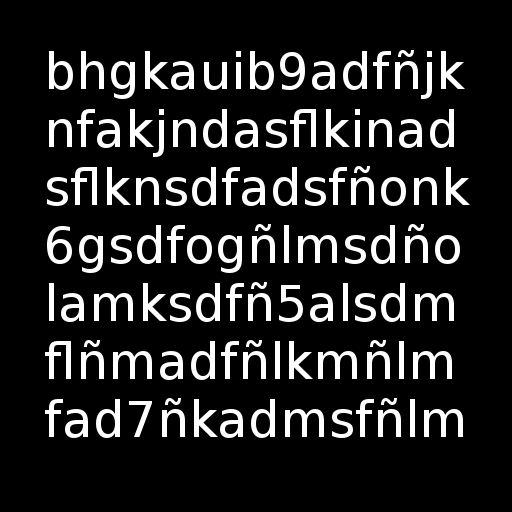 bhgkauib9adfñjk
nfakjndasflkinad
sflknsdfadsfñonk
6gsdfogñlmsdño
lamksdfñ5alsdm
flñmadfñlkmñlm
fad7ñkadmsfñlm